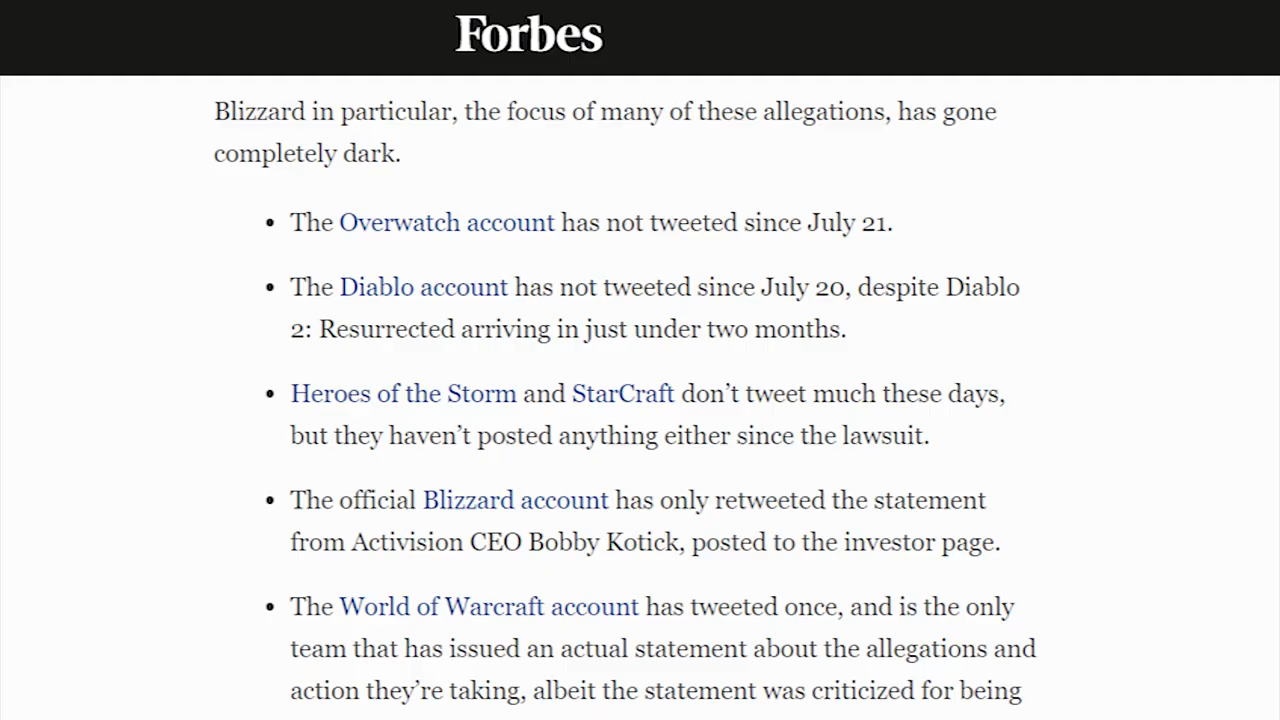 Forbes
Blizzard in particular, the focus of many of these allegations, has gone
completely dark.
• The Overwatch account has not tweeted since July 21.
• The Diablo account has not tweeted since July 20, despite Diablo
2: Resurrected arriving in just under two months.
• Heroes of the Storm and StarCraft don’t tweet much these days,
but they haven’t posted anything either since the lawsuit.
• The official Blizzard account has only retweeted the statement
from Activision CEO Bobby Kotick, posted to the investor page.
• The World of Warcraft account has tweeted once, and is the only
team that has issued an actual statement about the allegations and
action they’re taking, albeit the statement was criticized for being